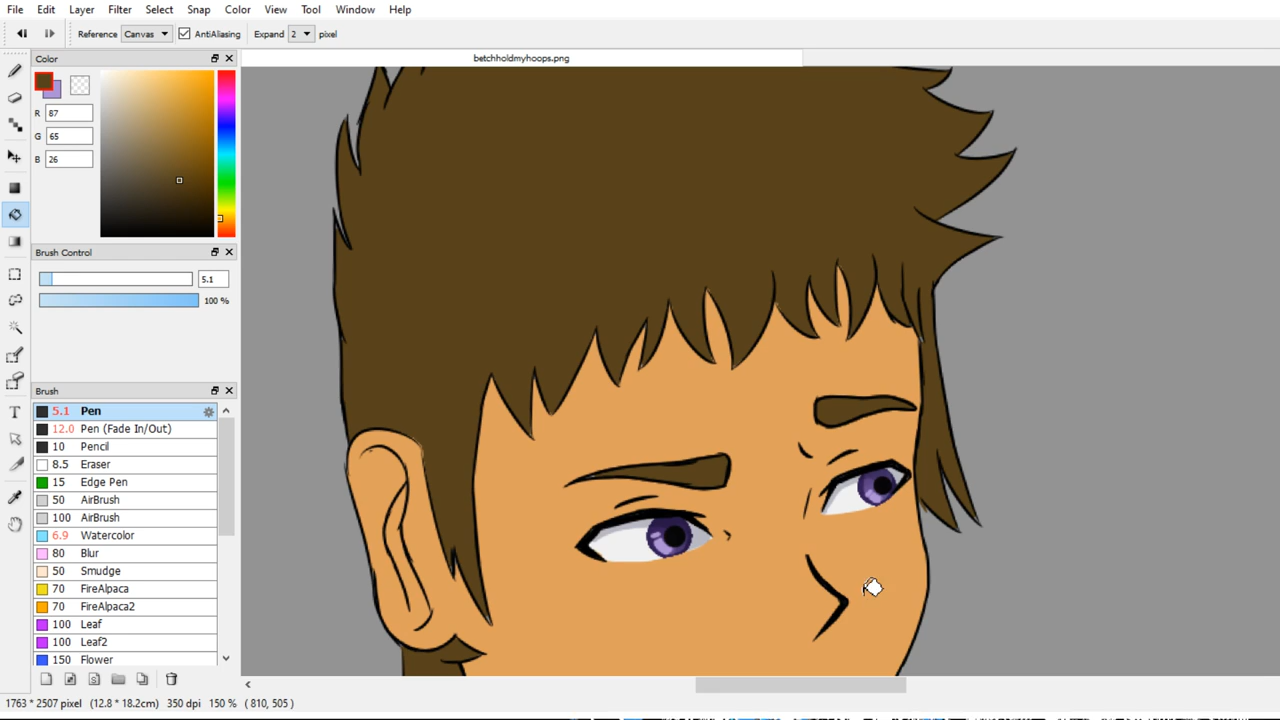 File Edit Layer Filter Select Snap Color View Tool Window Help
Reference Canvas AntiAliasing Expand 2 pixel
Color
betchholdmyhoops.png
R 87
G 65
B 26
Brush Control
5.1
100 %
Brush
5.1 Pen
12.0 Pen (Fade In/Out)
10 Pencil
8.5 Eraser
15 Edge Pen
50 AirBrush
100 AirBrush
6.9 Watercolor
80 Blur
50 Smudge
70 FireAlpaca
70 FireAlpaca2
100 Leaf
100 Leaf2
150 Flower
1763 * 2507 pixel (12.8 * 18.2cm) 350 dpi 150 % ( 810, 505 )